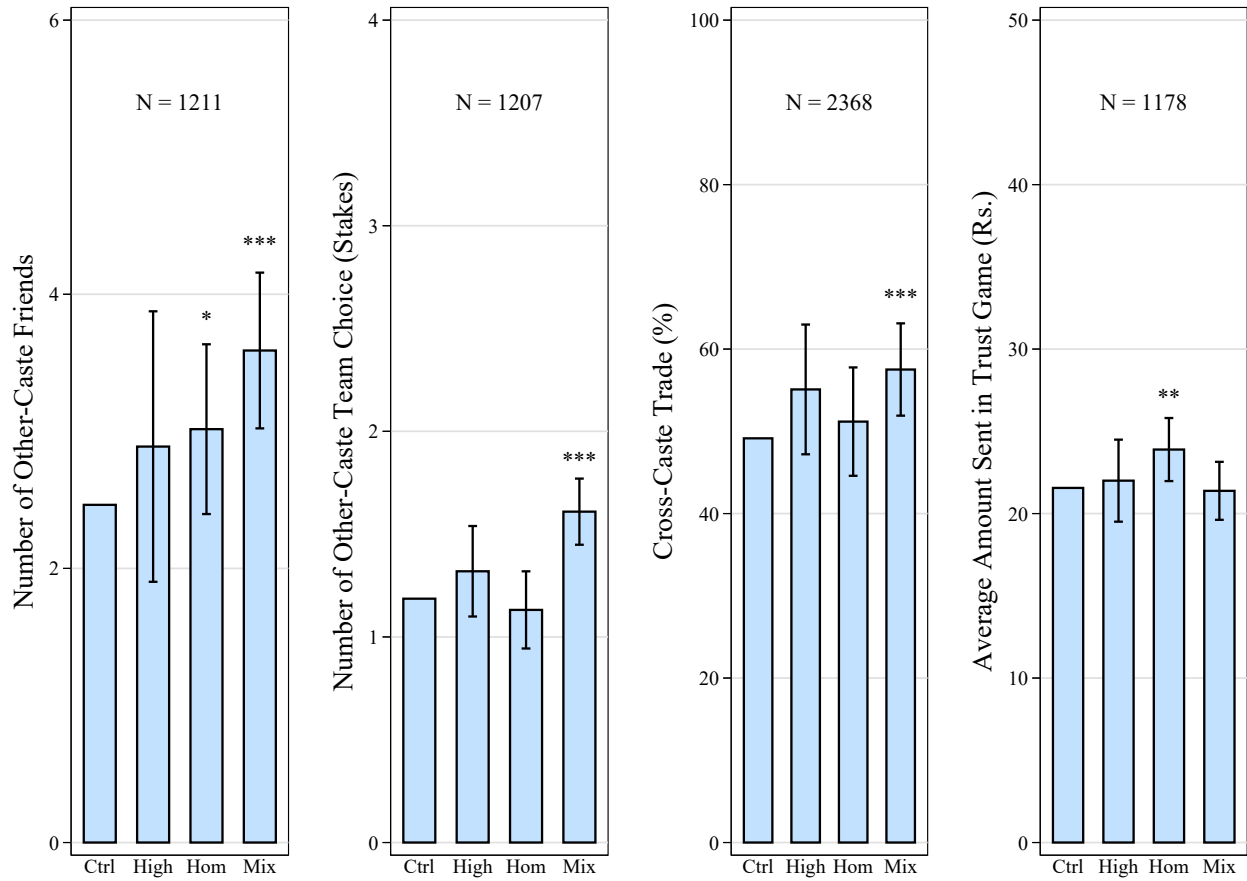 Number of Other-Caste Friends
6
4
2
0
N = 1211
*
***
Ctrl High Hom Mix
Number of Other-Caste Team Choice (Stakes)
4
3
2
1
0
N = 1207
***
Ctrl High Hom Mix
Cross-Caste Trade (%)
100
80
60
40
20
0
N = 2368
***
Ctrl High Hom Mix
Average Amount Sent in Trust Game (Rs.)
50
40
30
20
10
0
N = 1178
**
Ctrl High Hom Mix